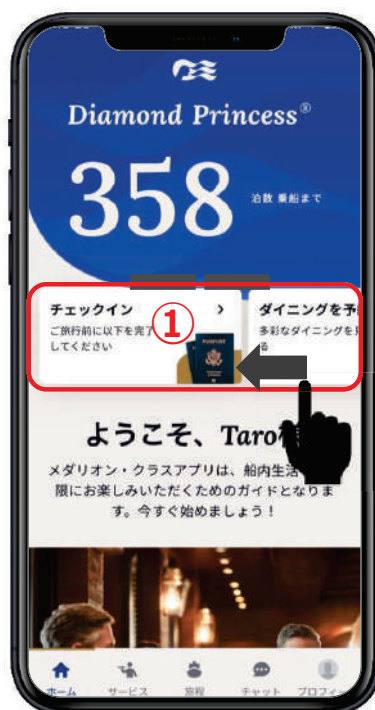 Diamond Princess®
358
泊数 乗船まで
チェックイン
ご旅行前に以下を完了
してください
①
PASSPORT
ダイニングを予
多彩なダイニングを見
る
ようこそ、Taro
メダリオン・クラスアプリは、船内生活
限にお楽しみいただくためのガイドとなりま
す。今すぐ始めましょう！
ホーム
サービス
旅程
チャット
プロフィー